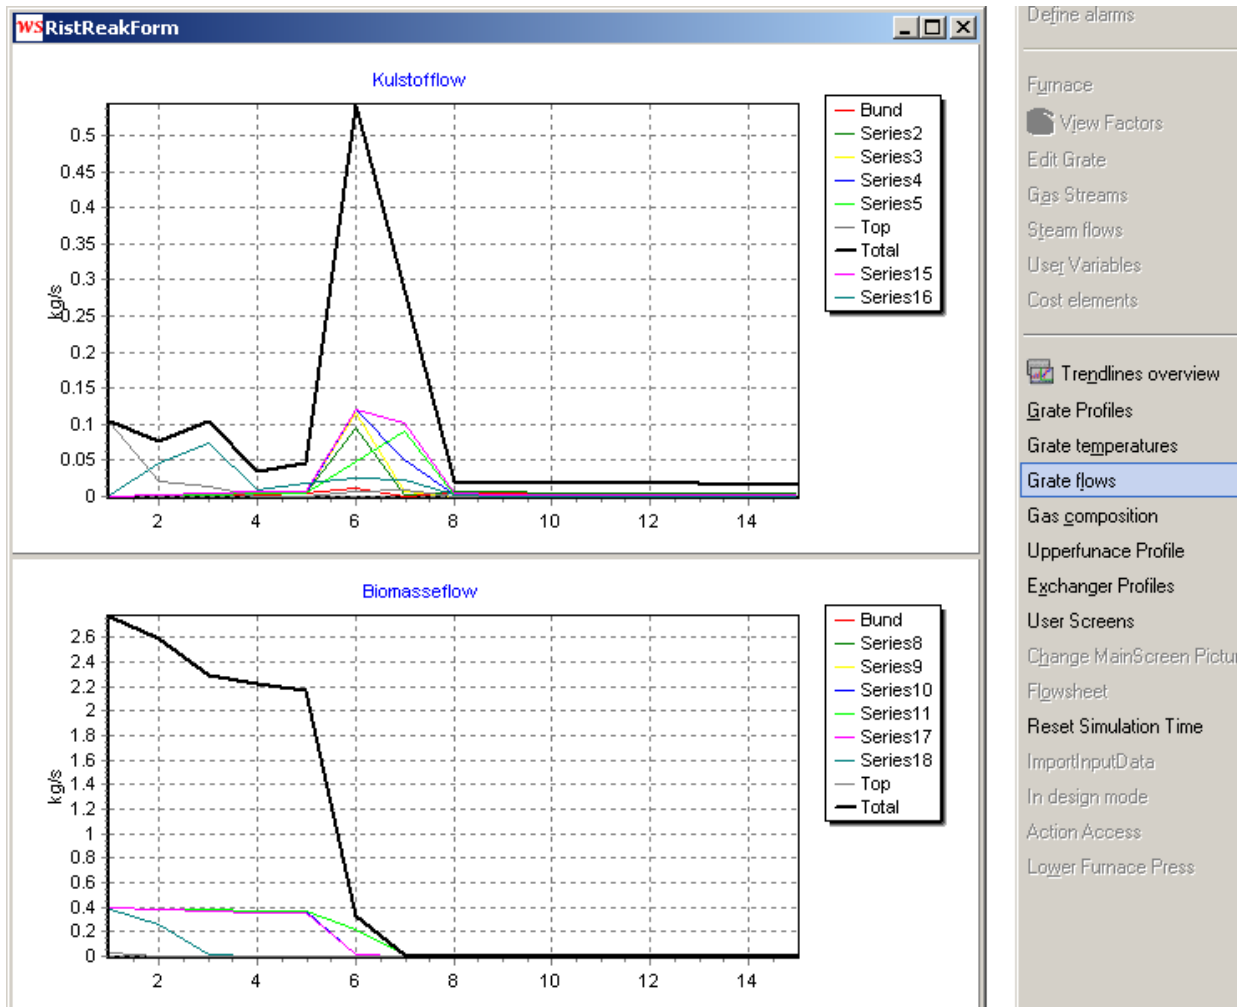 WS RistReakForm
Kulstofflow
kg/s
0.5
0.45
0.4
0.35
0.3
0.25
0.2
0.15
0.1
0.05
0
2 4 6 8 10 12 14
Bund
Series2
Series3
Series4
Series5
Top
Total
Series15
Series16
Biomasseflow
kg/s
2.6
2.4
2.2
2
1.8
1.6
1.4
1.2
1
0.8
0.6
0.4
0.2
0
2 4 6 8 10 12 14
Bund
Series8
Series9
Series10
Series11
Series17
Series18
Top
Total
Define alarms
Furnace
View Factors
Edit Grate
Gas Streams
Steam flows
User Variables
Cost elements
Trendlines overview
Grate Profiles
Grate temperatures
Grate flows
Gas composition
Upperfunace Profile
Exchanger Profiles
User Screens
Change MainScreen Pictur
Flowsheet
Reset Simulation Time
ImportInputData
In design mode
Action Access
Lower Furnace Press